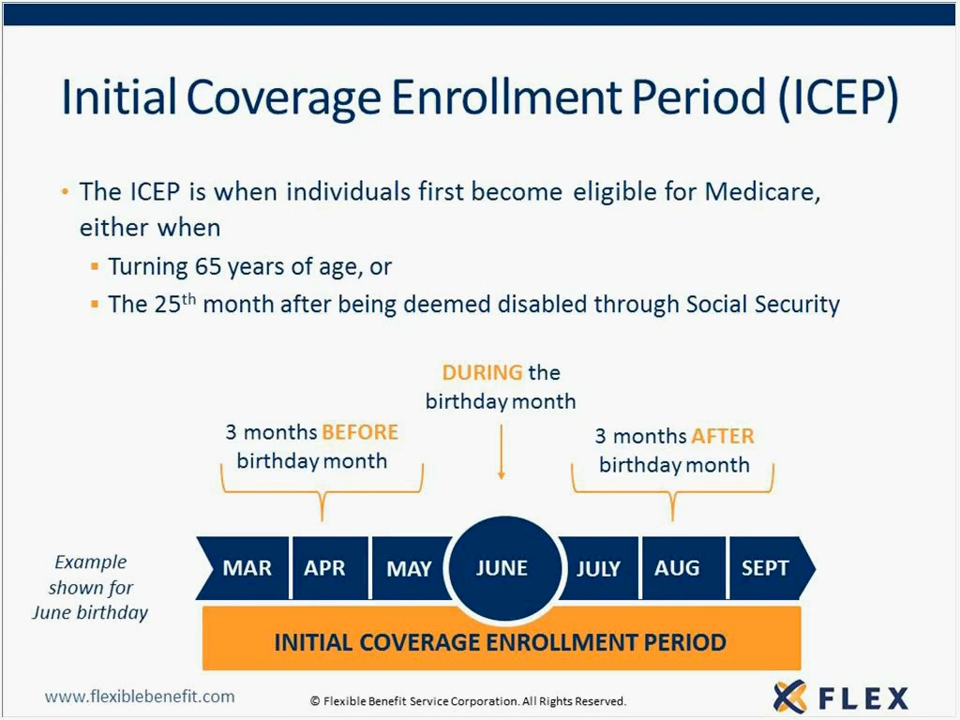 Initial Coverage Enrollment Period (ICEP)
• The ICEP is when individuals first become eligible for Medicare,
either when
▪ Turning 65 years of age, or
▪ The 25th month after being deemed disabled through Social Security
DURING the
birthday month
3 months BEFORE
birthday month
3 months AFTER
birthday month
Example
shown for
June birthday
MAR APR MAY JUNE JULY AUG SEPT
INITIAL COVERAGE ENROLLMENT PERIOD
www.flexiblebenefit.com
© Flexible Benefit Service Corporation. All Rights Reserved.
FLEX